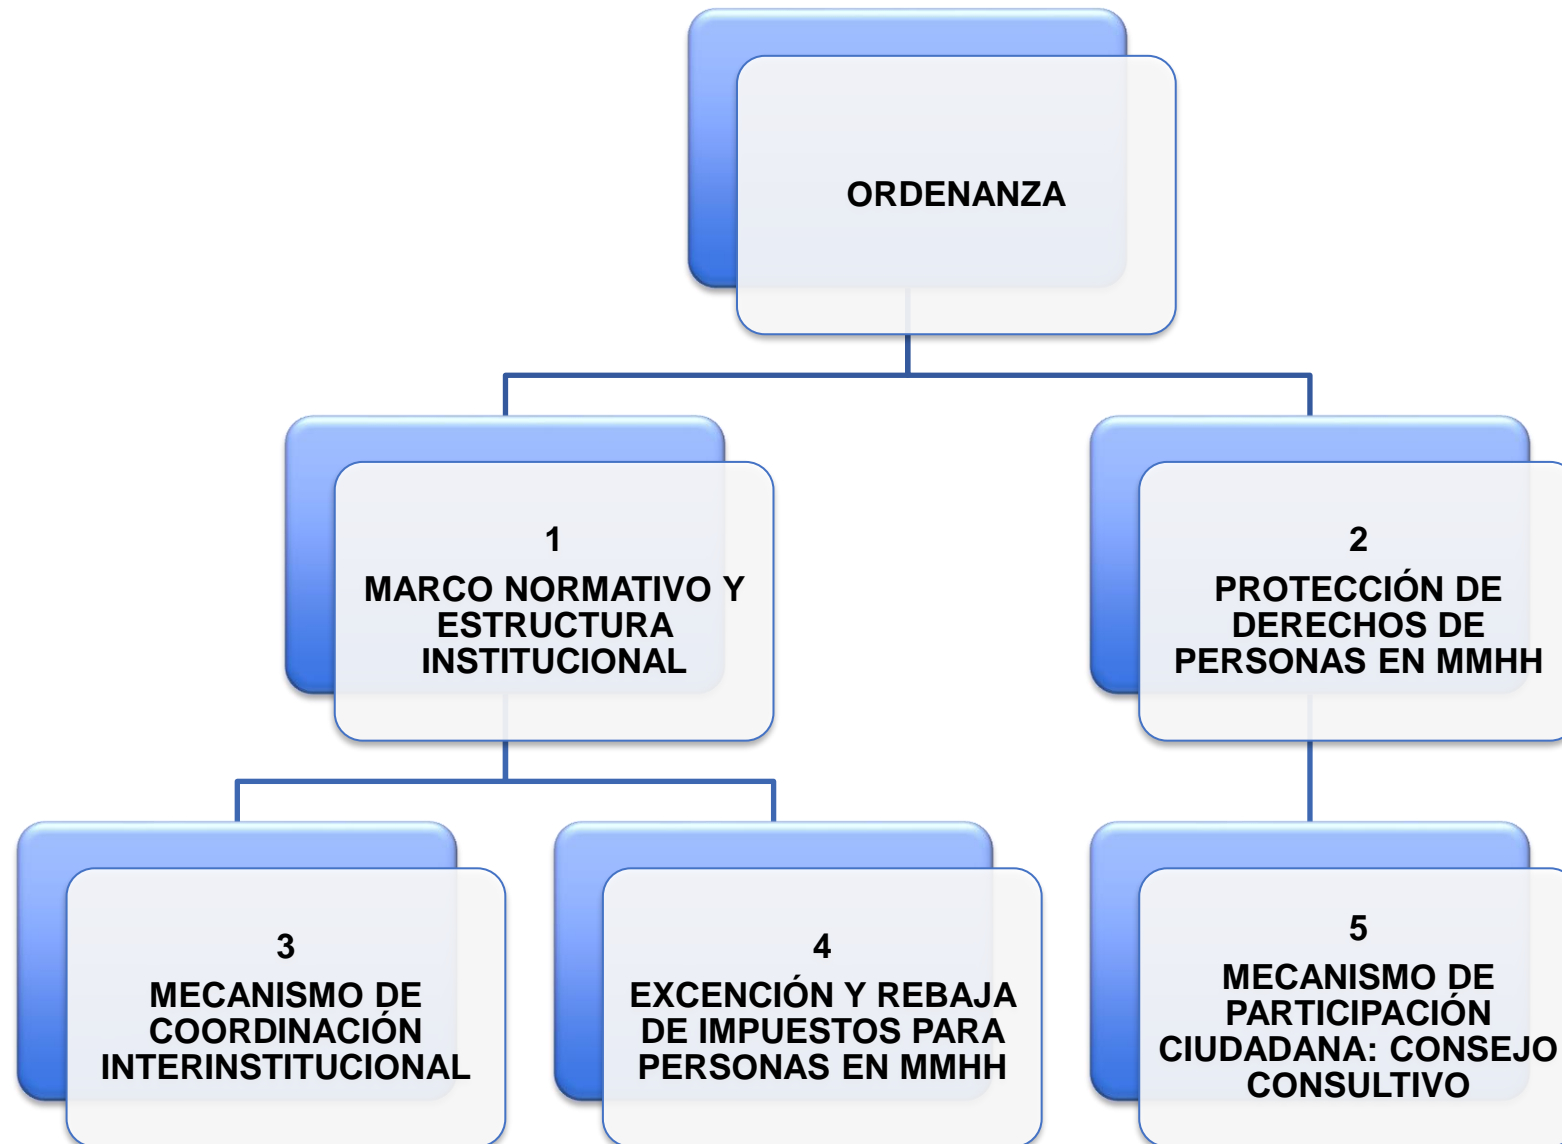 ORDENANZA
1
MARCO NORMATIVO Y
ESTRUCTURA
INSTITUCIONAL
2
PROTECCIÓN DE
DERECHOS DE
PERSONAS EN MMHH
3
MECANISMO DE
COORDINACIÓN
INTERINSTITUCIONAL
4
EXCENCIÓN Y REBAJA
DE IMPUESTOS PARA
PERSONAS EN MMHH
5
MECANISMO DE
PARTICIPACIÓN
CIUDADANA: CONSEJO
CONSULTIVO